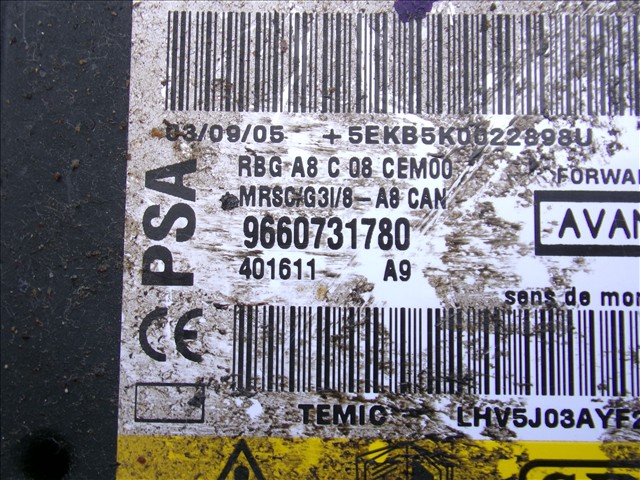 03/09/05 +5EKB5K0022898U
RBG A8 C 08 CEM00
MRSC/G3I/8-A8 CAN
9660731780
401611 A9
PSA
CE
FORWA
AVAN
sens de mo
TEMIC LHV5J03AYF2